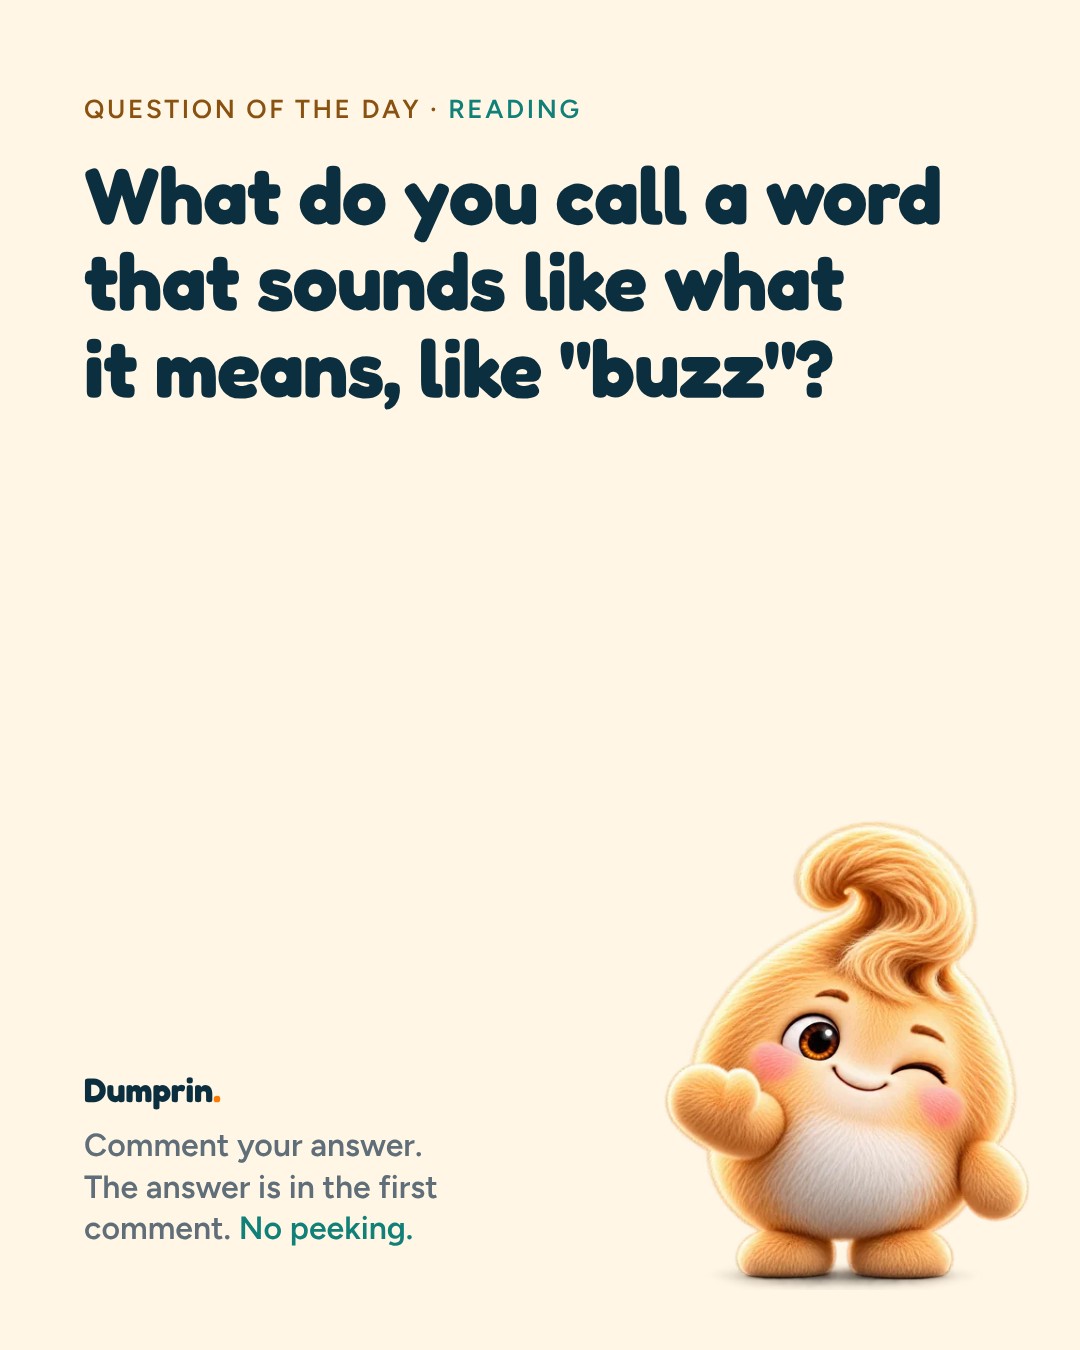 QUESTION OF THE DAY · READING
What do you call a word
that sounds like what
it means, like "buzz"?
Dumprin.
Comment your answer.
The answer is in the first
comment. No peeking.